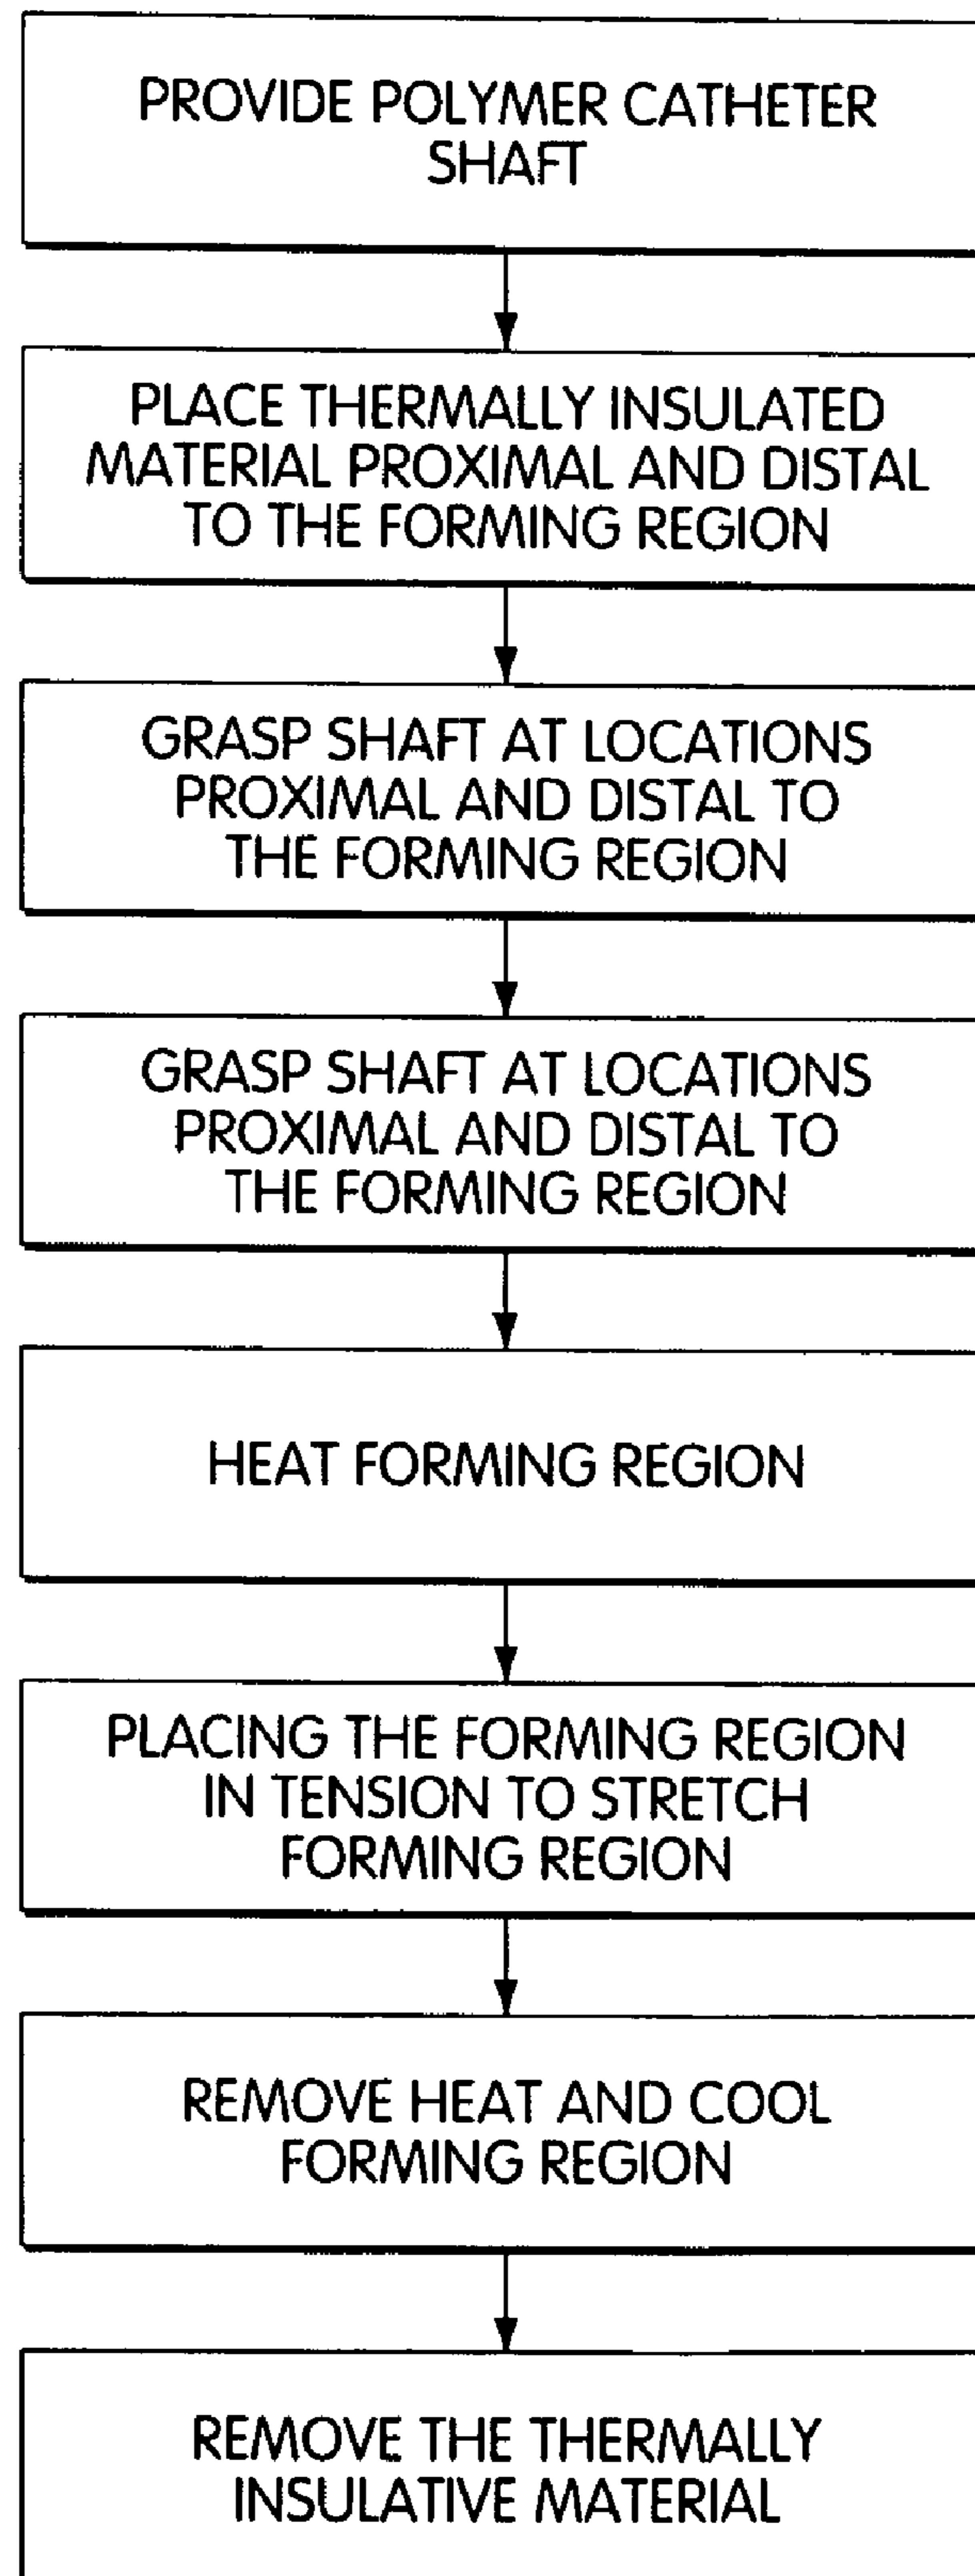 PROVIDE POLYMER CATHETER
SHAFT
PLACE THERMALLY INSULATED
MATERIAL PROXIMAL AND DISTAL
TO THE FORMING REGION
GRASP SHAFT AT LOCATIONS
PROXIMAL AND DISTAL TO
THE FORMING REGION
GRASP SHAFT AT LOCATIONS
PROXIMAL AND DISTAL TO
THE FORMING REGION
HEAT FORMING REGION
PLACING THE FORMING REGION
IN TENSION TO STRETCH
FORMING REGION
REMOVE HEAT AND COOL
FORMING REGION
REMOVE THE THERMALLY
INSULATIVE MATERIAL